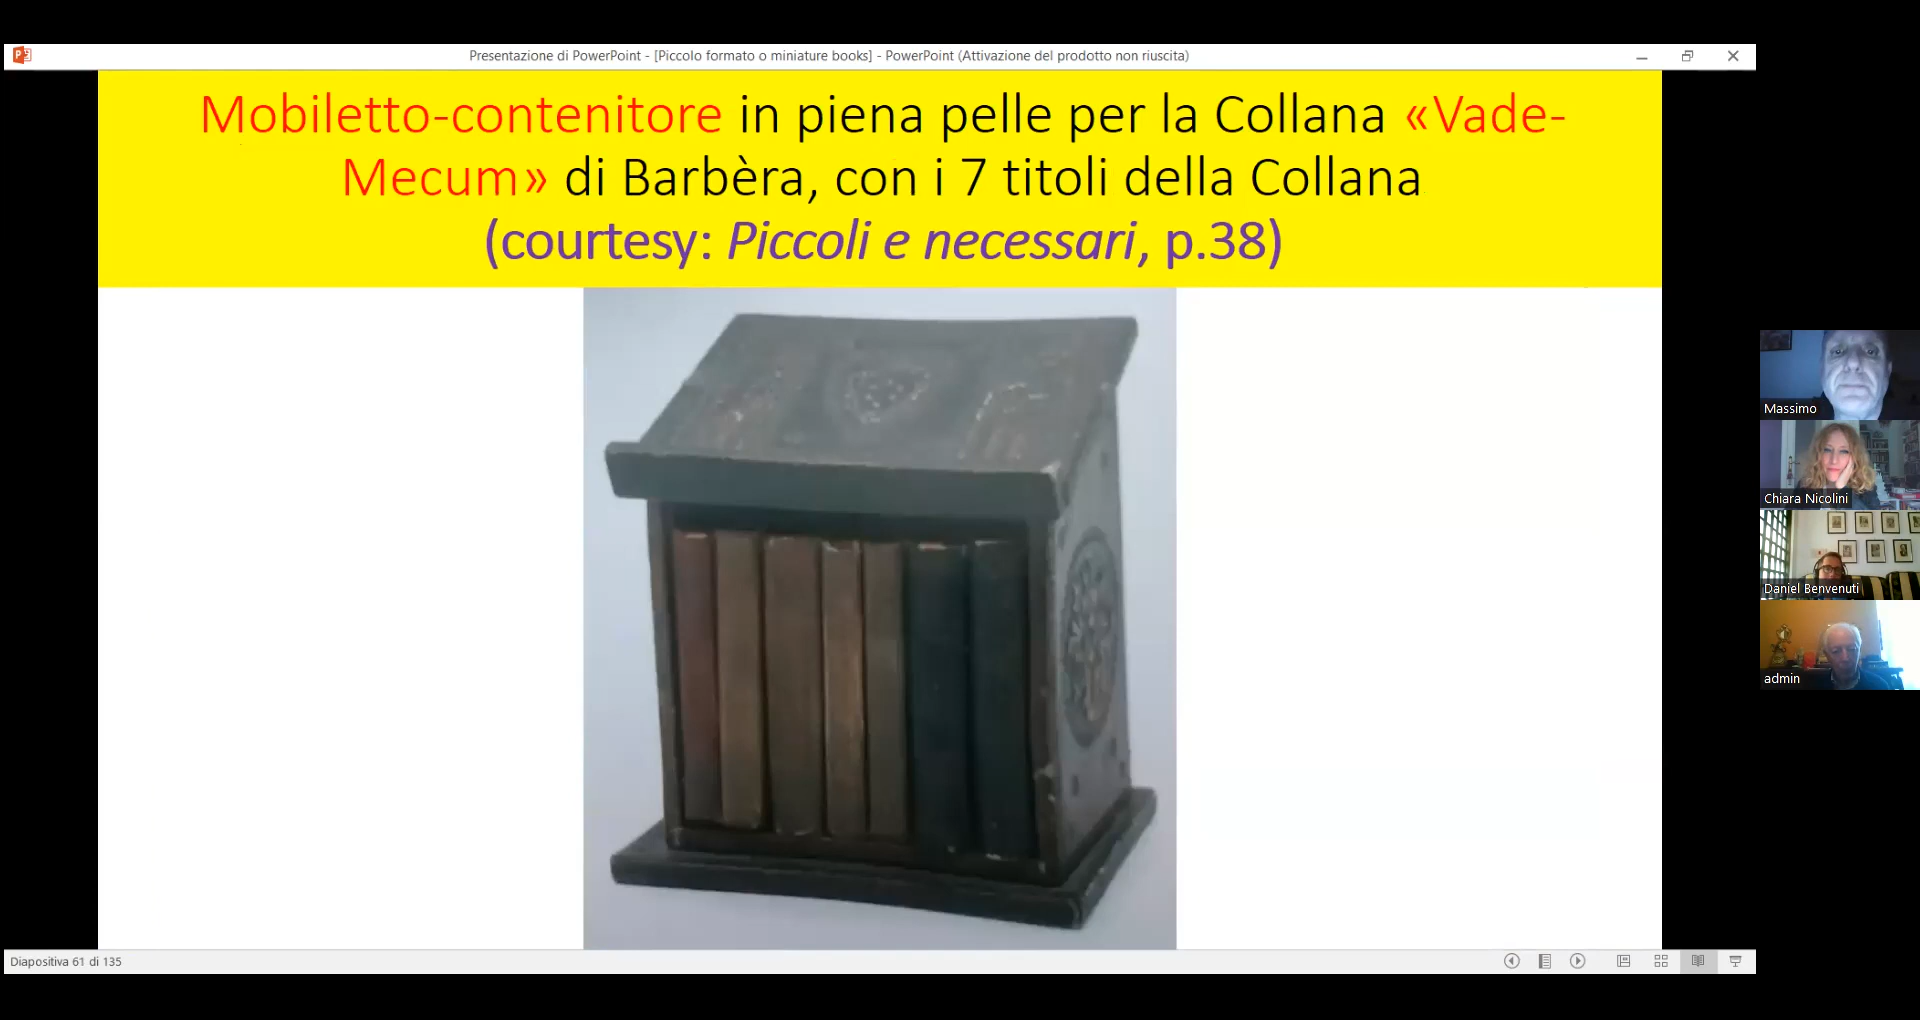 Presentazione di PowerPoint - [Piccolo formato o miniature books] - PowerPoint (Attivazione del prodotto non riuscita)
Mobiletto-contenitore in piena pelle per la Collana «Vade-
Mecum» di Barbèra, con i 7 titoli della Collana
(courtesy: Piccoli e necessari, p.38)
Massimo
Chiara Nicolini
Daniel Benvenuti
admin
Diapositiva 61 di 135